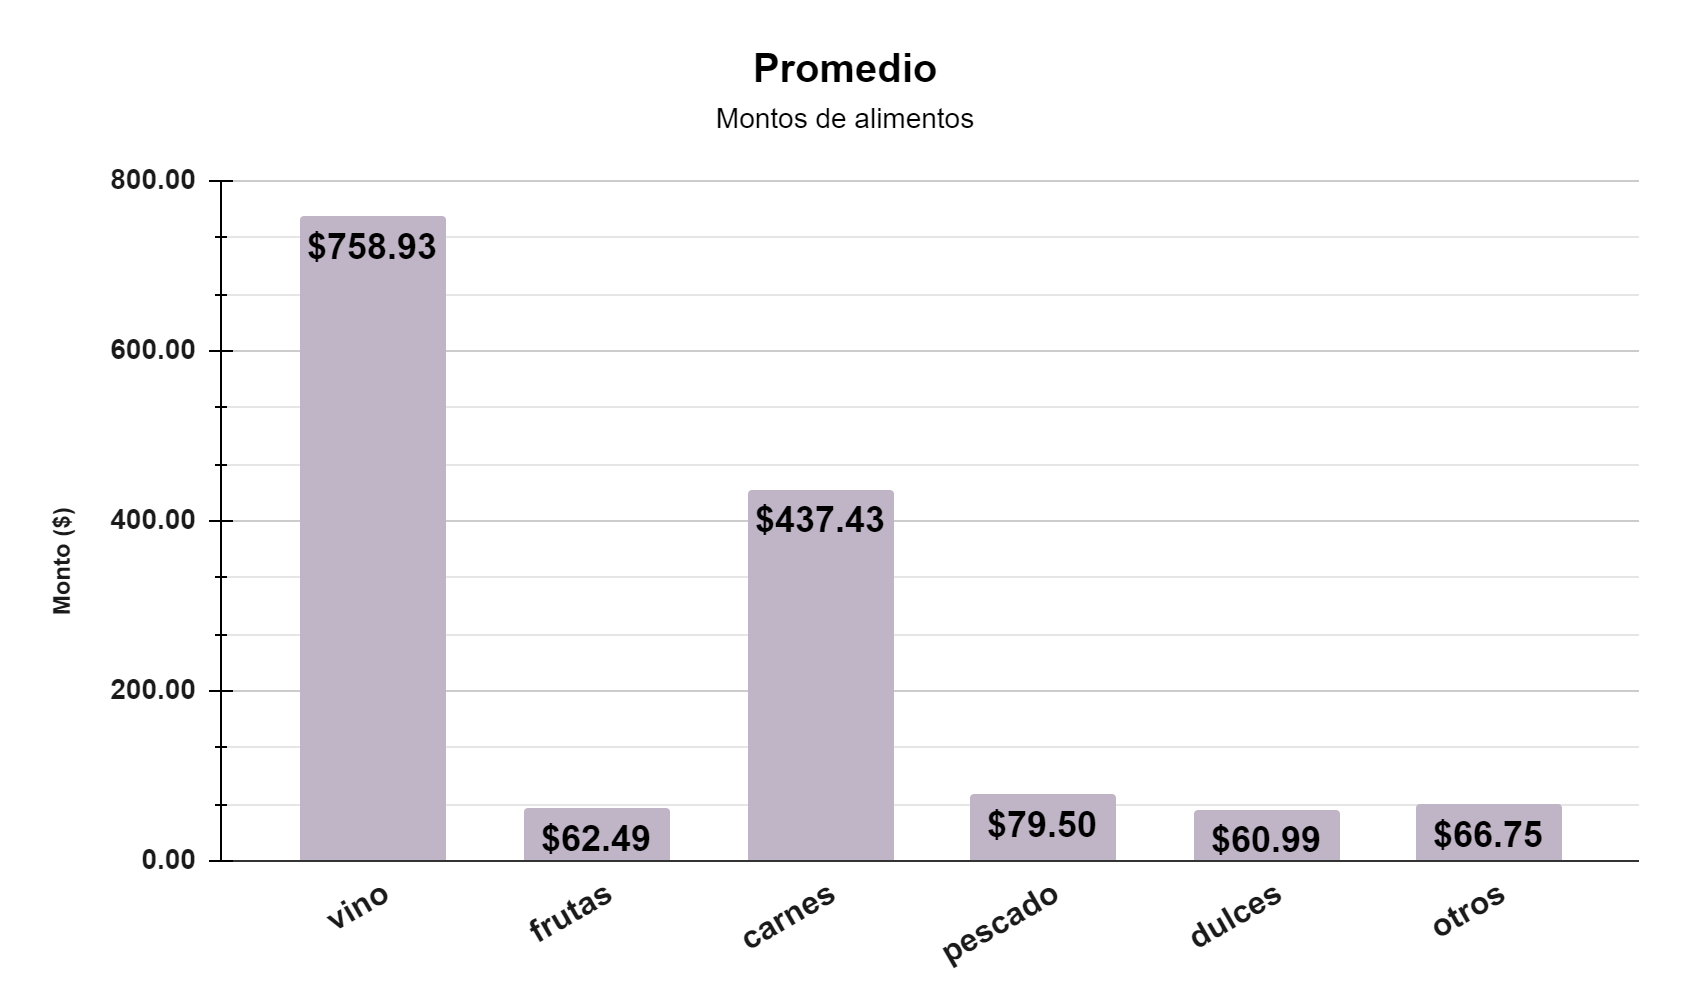 Promedio
Montos de alimentos
Monto ($)
800.00
600.00
400.00
200.00
0.00
$758.93
$62.49
$437.43
$79.50
$60.99
$66.75
vino
frutas
carnes
pescado
dulces
otros